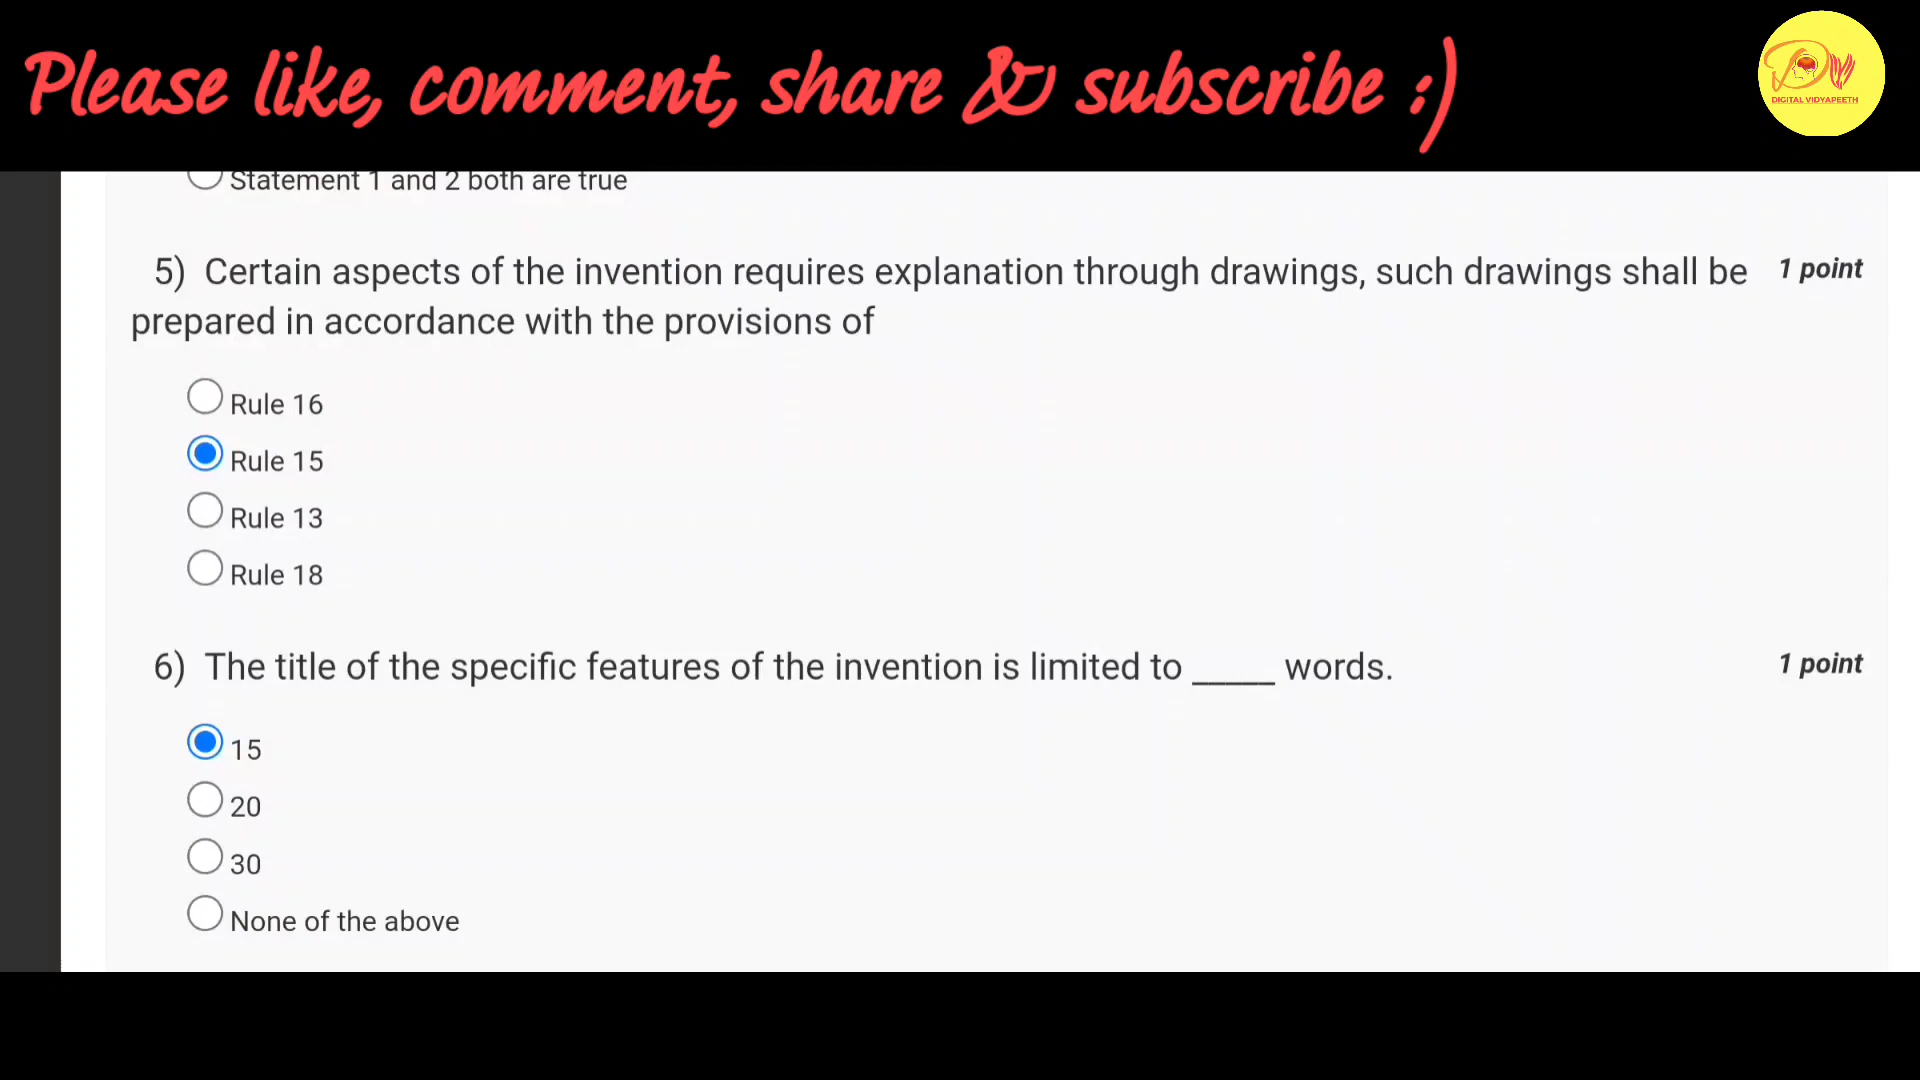 Please like, comment, share & subscribe :)
DIGITAL VIDYAPEETH
Statement 1 and 2 both are true
5) Certain aspects of the invention requires explanation through drawings, such drawings shall be 1 point
prepared in accordance with the provisions of
Rule 16
Rule 15
Rule 13
Rule 18
6) The title of the specific features of the invention is limited to _____ words. 1 point
15
20
30
None of the above